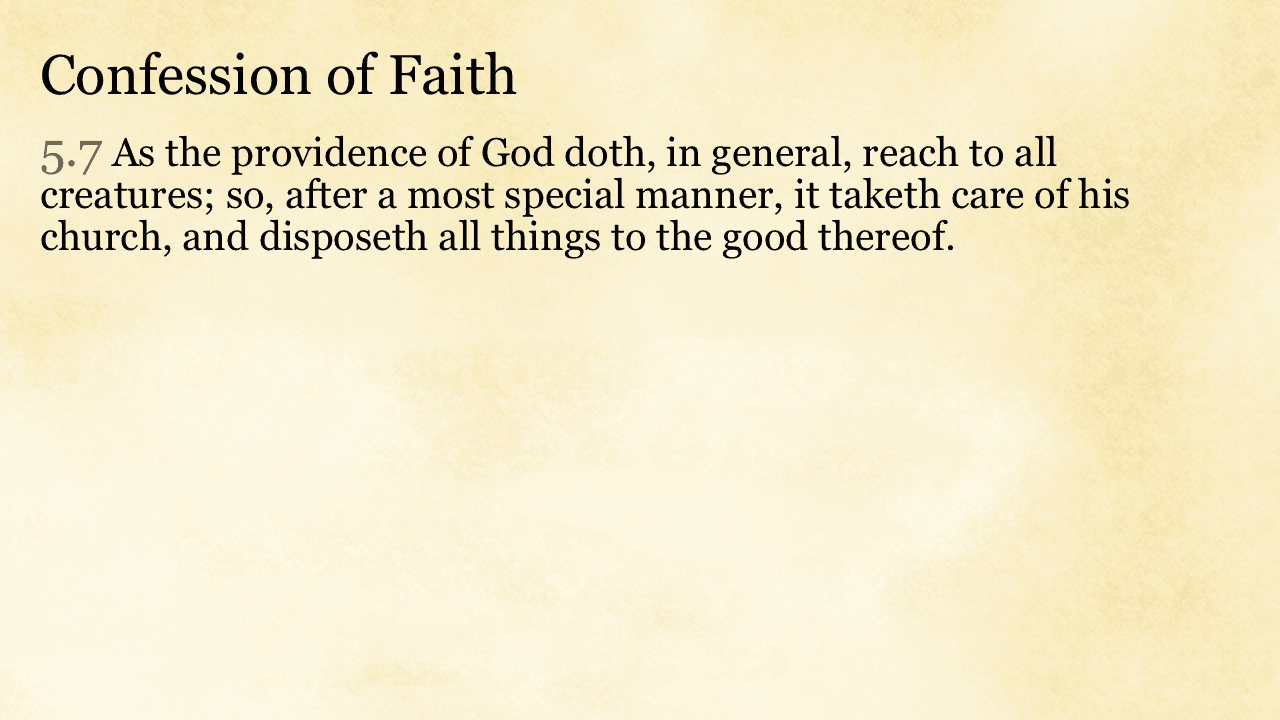 Confession of Faith
5.7 As the providence of God doth, in general, reach to all
creatures; so, after a most special manner, it taketh care of his
church, and disposeth all things to the good thereof.